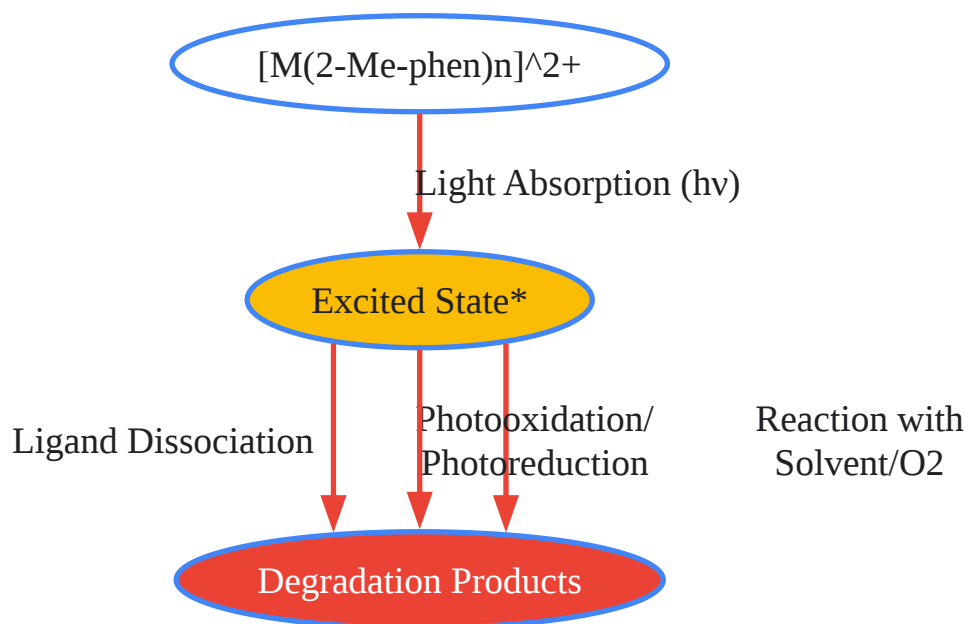 [M(2-Me-phen)n]^2+
Light Absorption (hν)
Excited State*
Ligand Dissociation
Photooxidation/
Photoreduction
Reaction with
Solvent/O2
Degradation Products